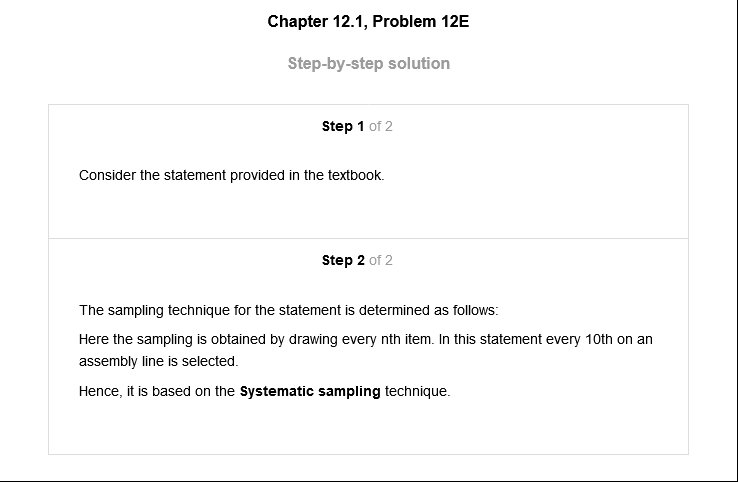 Chapter 12.1, Problem 12E
Step-by-step solution
Step 1 of 2
Consider the statement provided in the textbook.
Step 2 of 2
The sampling technique for the statement is determined as follows:
Here the sampling is obtained by drawing every nth item. In this statement every 10th on an
assembly line is selected.
Hence, it is based on the Systematic sampling technique.